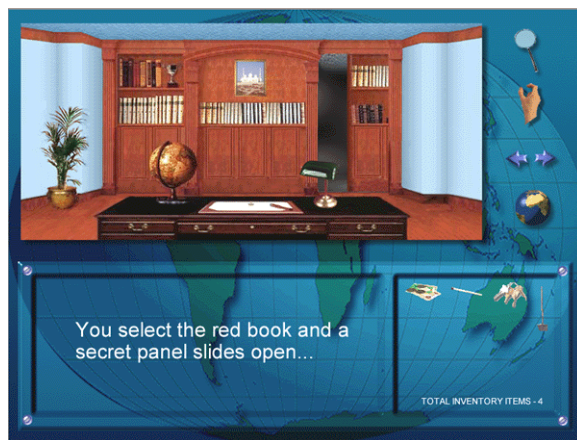 You select the red book and a
secret panel slides open...
TOTAL INVENTORY ITEMS - 4